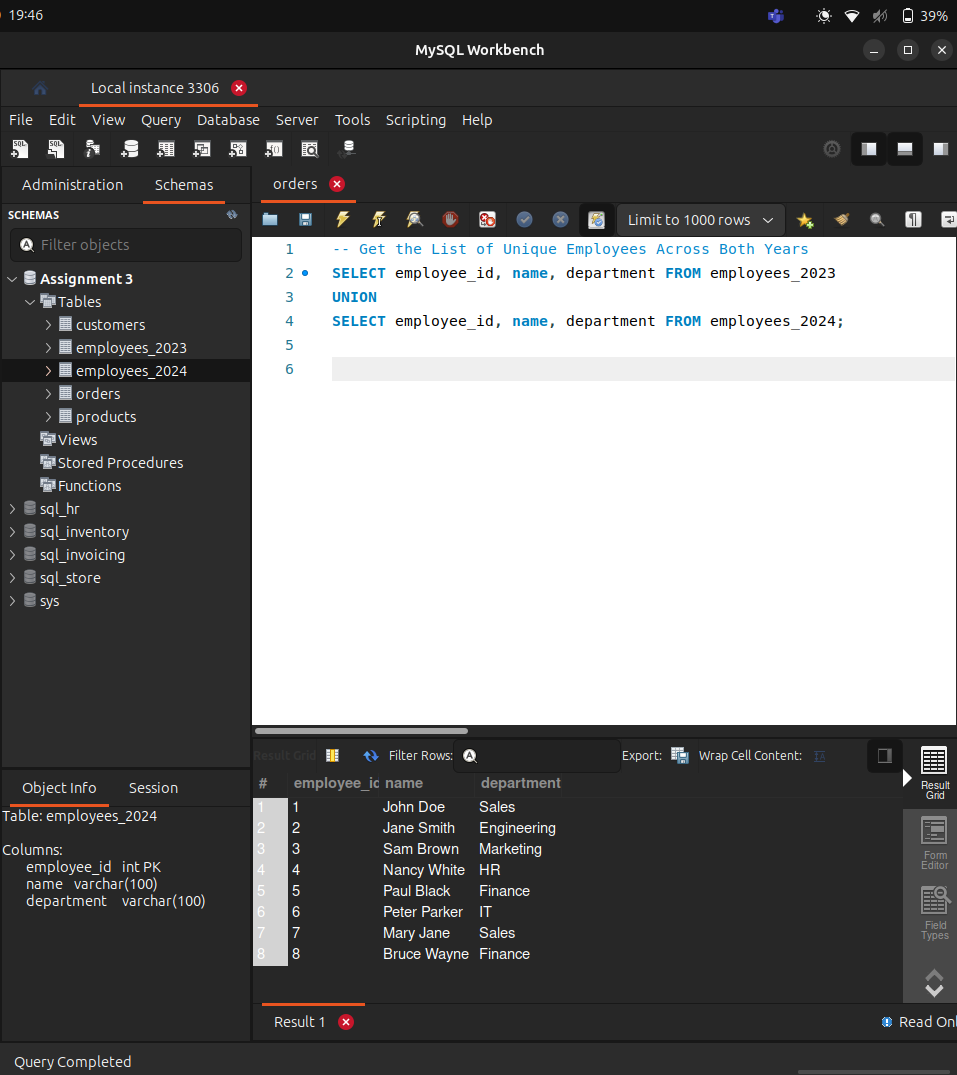 19:46
39%
MySQL Workbench
Local instance 3306
File Edit View Query Database Server Tools Scripting Help
Administration Schemas
orders
SCHEMAS
Filter objects
Limit to 1000 rows
Assignment 3
Tables
customers
employees_2023
employees_2024
orders
products
Views
Stored Procedures
Functions
sql_hr
sql_inventory
sql_invoicing
sql_store
sys
1 -- Get the List of Unique Employees Across Both Years
2 SELECT employee_id, name, department FROM employees_2023
3 UNION
4 SELECT employee_id, name, department FROM employees_2024;
5
6
Result Grid Filter Rows: Export: Wrap Cell Content:
# employee_id name department
1 1 John Doe Sales
2 2 Jane Smith Engineering
3 3 Sam Brown Marketing
4 4 Nancy White HR
5 5 Paul Black Finance
6 6 Peter Parker IT
7 7 Mary Jane Sales
8 8 Bruce Wayne Finance
Result
Grid
Form
Editor
Field
Types
Object Info Session
Table: employees_2024
Columns:
employee_id int PK
name varchar(100)
department varchar(100)
Result 1
Read Onl
Query Completed